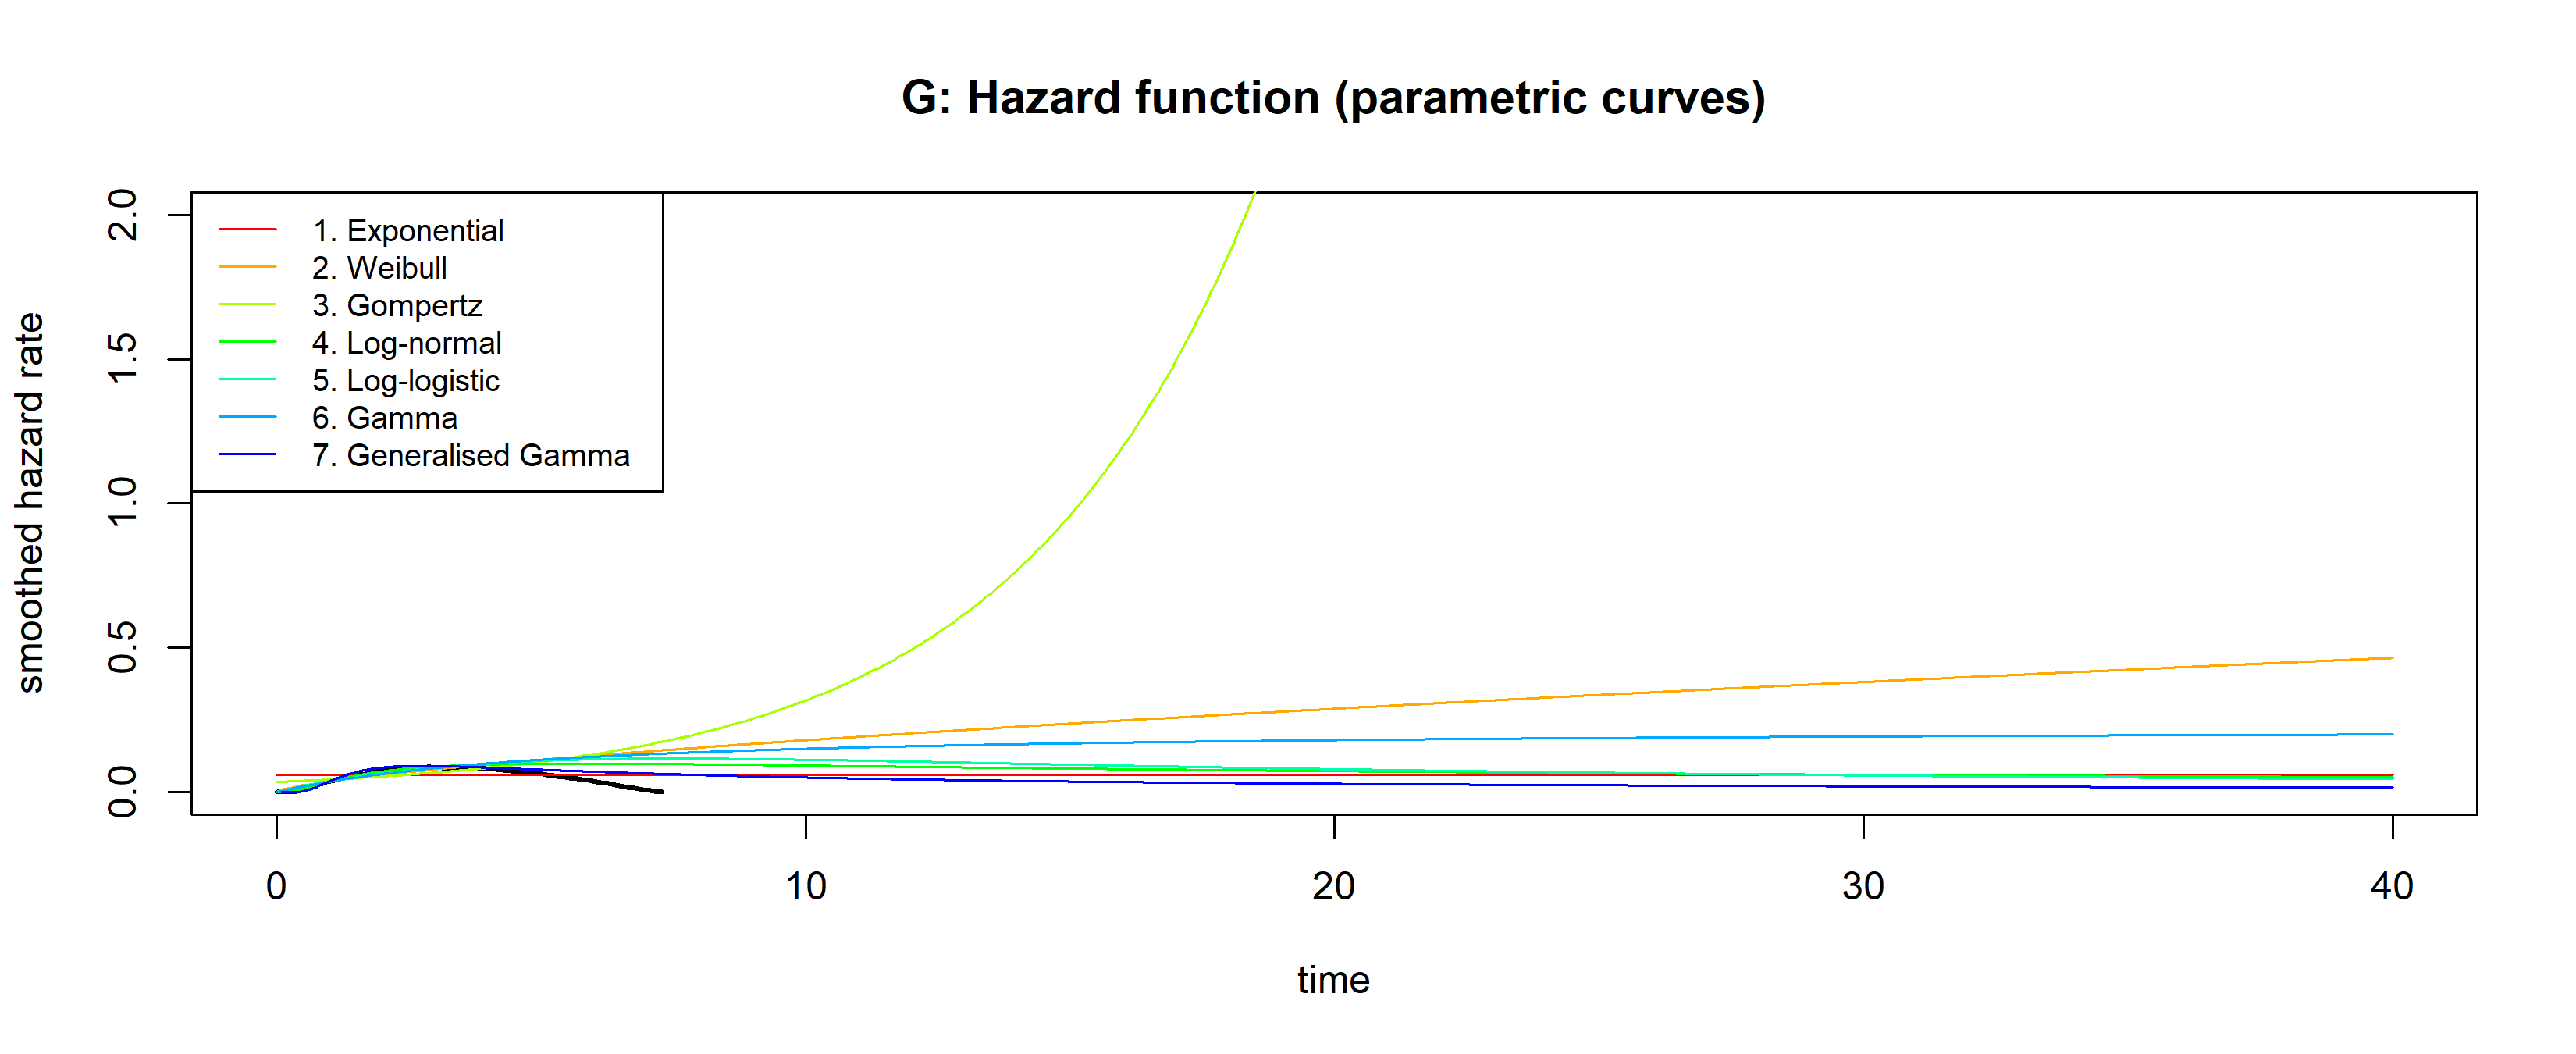 G: Hazard function (parametric curves)
smoothed hazard rate
2.0
1.5
1.0
0.5
0.0
1. Exponential
2. Weibull
3. Gompertz
4. Log-normal
5. Log-logistic
6. Gamma
7. Generalised Gamma
0 10 20 30 40
time